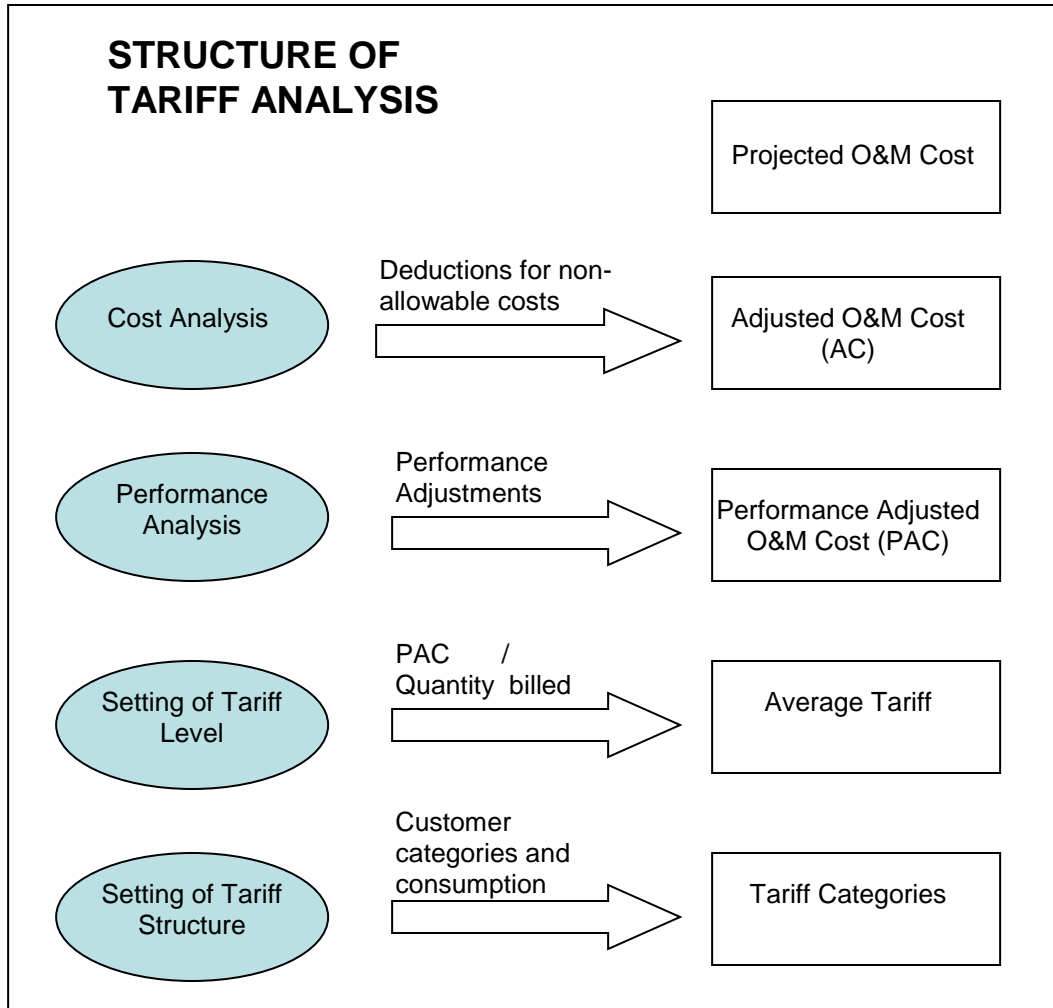 STRUCTURE OF
TARIFF ANALYSIS
Projected O&M Cost
Cost Analysis
Deductions for non-
allowable costs
Adjusted O&M Cost
(AC)
Performance
Analysis
Performance
Adjustments
Performance Adjusted
O&M Cost (PAC)
Setting of Tariff
Level
PAC /
Quantity billed
Average Tariff
Setting of Tariff
Structure
Customer
categories and
consumption
Tariff Categories